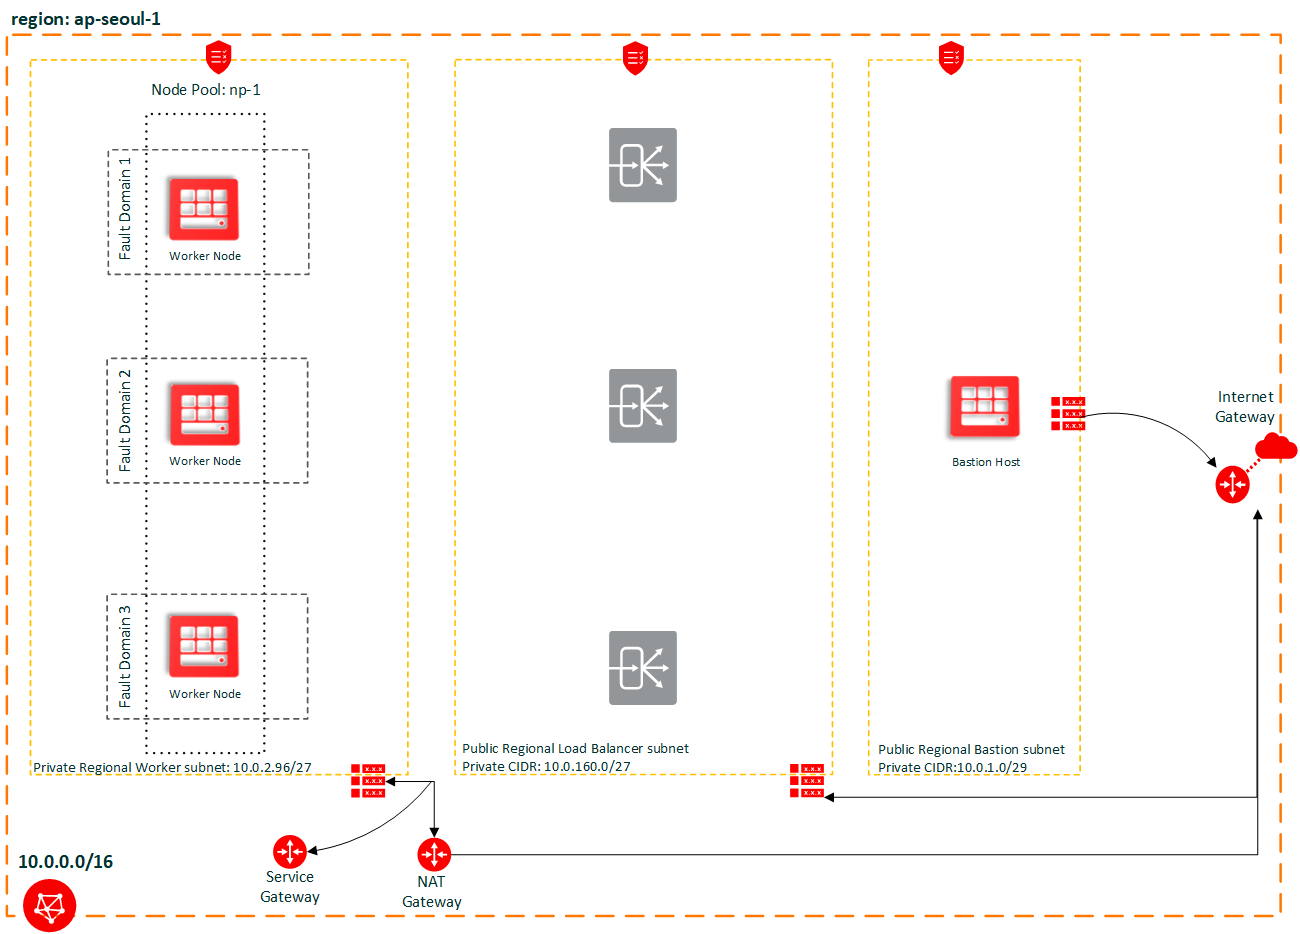 region: ap-seoul-1
Node Pool: np-1
Fault Domain 1
Worker Node
Fault Domain 2
Worker Node
Fault Domain 3
Worker Node
Private Regional Worker subnet: 10.0.2.96/27
Public Regional Load Balancer subnet
Private CIDR: 10.0.160.0/27
Bastion Host
Public Regional Bastion subnet
Private CIDR:10.0.1.0/29
Internet
Gateway
x.x.x
x.x.x
x.x.x
x.x.x
x.x.x
x.x.x
x.x.x
x.x.x
x.x.x
Service
Gateway
NAT
Gateway
10.0.0.0/16